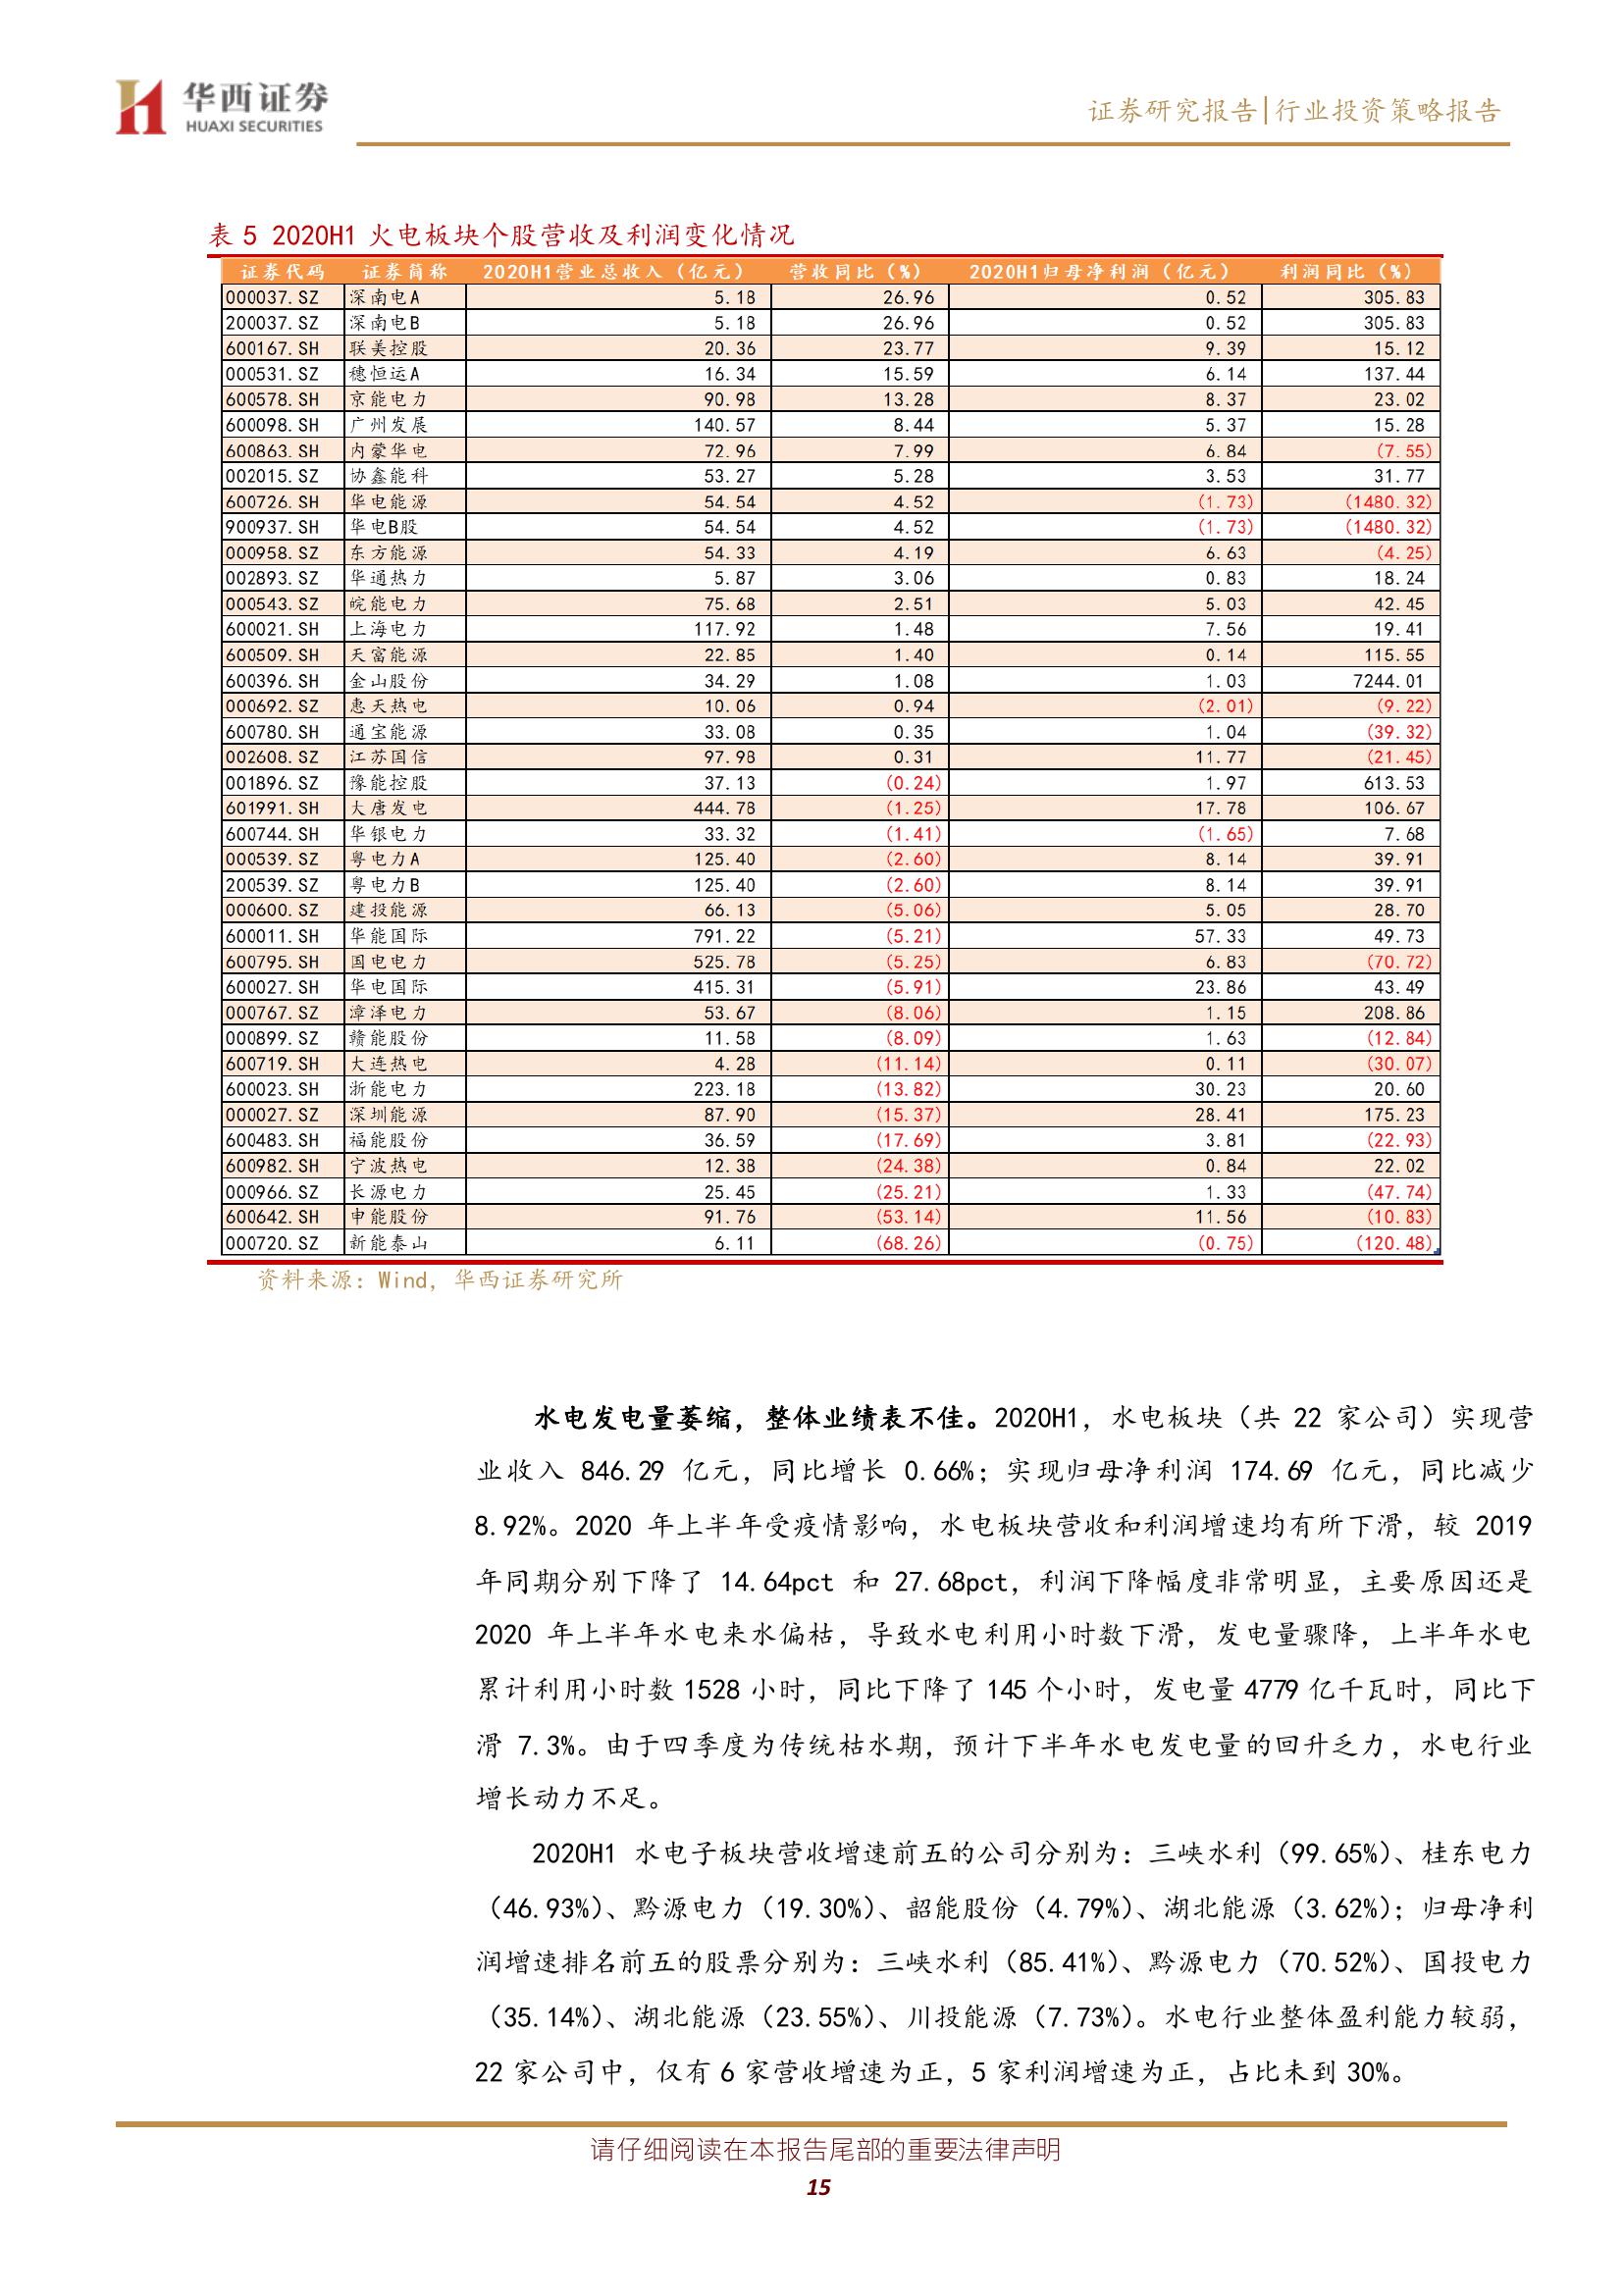 华西证券
HUAXI SECURITIES
证券研究报告|行业投资策略报告
表 5 2020H1 火电板块个股营收及利润变化情况
证券代码 证券简称 2020H1营业总收入（亿元） 营收同比（%） 2020H1归母净利润（亿元） 利润同比（%）
000037.SZ 深南电A 5.18 26.96 0.52 305.83
200037.SZ 深南电B 5.18 26.96 0.52 305.83
600167.SH 联美控股 20.36 23.77 9.39 15.12
000531.SZ 穗恒运A 16.34 15.59 6.14 137.44
600578.SH 京能电力 90.98 13.28 8.37 23.02
600098.SH 广州发展 140.57 8.44 5.37 15.28
600863.SH 内蒙华电 72.96 7.99 6.84 (7.55)
002015.SZ 协鑫能科 53.27 5.28 3.53 31.77
600726.SH 华电能源 54.54 4.52 (1.73) (1480.32)
900937.SH 华电B股 54.54 4.52 (1.73) (1480.32)
000958.SZ 东方能源 54.33 4.19 6.63 (4.25)
002893.SZ 华通热力 5.87 3.06 0.83 18.24
000543.SZ 皖能电力 75.68 2.51 5.03 42.45
600021.SH 上海电力 117.92 1.48 7.56 19.41
600509.SH 天富能源 22.85 1.40 0.14 115.55
600396.SH 金山股份 34.29 1.08 1.03 7244.01
000692.SZ 惠天热电 10.06 0.94 (2.01) (9.22)
600780.SH 通宝能源 33.08 0.35 1.04 (39.32)
002608.SZ 江苏国信 97.98 0.31 11.77 (21.45)
001896.SZ 豫能控股 37.13 (0.24) 1.97 613.53
601991.SH 大唐发电 444.78 (1.25) 17.78 106.67
600744.SH 华银电力 33.32 (1.41) (1.65) 7.68
000539.SZ 粤电力A 125.40 (2.60) 8.14 39.91
200539.SZ 粤电力B 125.40 (2.60) 8.14 39.91
000600.SZ 建投能源 66.13 (5.06) 5.05 28.70
600011.SH 华能国际 791.22 (5.21) 57.33 49.73
600795.SH 国电电力 525.78 (5.25) 6.83 (70.72)
600027.SH 华电国际 415.31 (5.91) 23.86 43.49
000767.SZ 漳泽电力 53.67 (8.06) 1.15 208.86
000899.SZ 赣能股份 11.58 (8.09) 1.63 (12.84)
600719.SH 大连热电 4.28 (11.14) 0.11 (30.07)
600023.SH 浙能电力 223.18 (13.82) 30.23 20.60
000027.SZ 深圳能源 87.90 (15.37) 28.41 175.23
600483.SH 福能股份 36.59 (17.69) 3.81 (22.93)
600982.SH 宁波热电 12.38 (24.38) 0.84 22.02
000966.SZ 长源电力 25.45 (25.21) 1.33 (47.74)
600642.SH 申能股份 91.76 (53.14) 11.56 (10.83)
000720.SZ 新能泰山 6.11 (68.26) (0.75) (120.48)
资料来源：Wind，华西证券研究所
水电发电量萎缩，整体业绩表不佳。2020H1，水电板块（共 22 家公司）实现营
业收入 846.29 亿元，同比增长 0.66%；实现归母净利润 174.69 亿元，同比减少
8.92%。2020 年上半年受疫情影响，水电板块营收和利润增速均有所下滑，较 2019
年同期分别下降了 14.64pct 和 27.68pct，利润下降幅度非常明显，主要原因还是
2020 年上半年水电来水偏枯，导致水电利用小时数下滑，发电量骤降，上半年水电
累计利用小时数 1528 小时，同比下降了 145 个小时，发电量 4779 亿千瓦时，同比下
滑 7.3%。由于四季度为传统枯水期，预计下半年水电发电量的回升乏力，水电行业
增长动力不足。
2020H1 水电子板块营收增速前五的公司分别为：三峡水利（99.65%）、桂东电力
（46.93%）、黔源电力（19.30%）、韶能股份（4.79%）、湖北能源（3.62%）；归母净利
润增速排名前五的股票分别为：三峡水利（85.41%）、黔源电力（70.52%）、国投电力
（35.14%）、湖北能源（23.55%）、川投能源（7.73%）。水电行业整体盈利能力较弱，
22 家公司中，仅有 6 家营收增速为正，5 家利润增速为正，占比未到 30%。
请仔细阅读在本报告尾部的重要法律声明
15